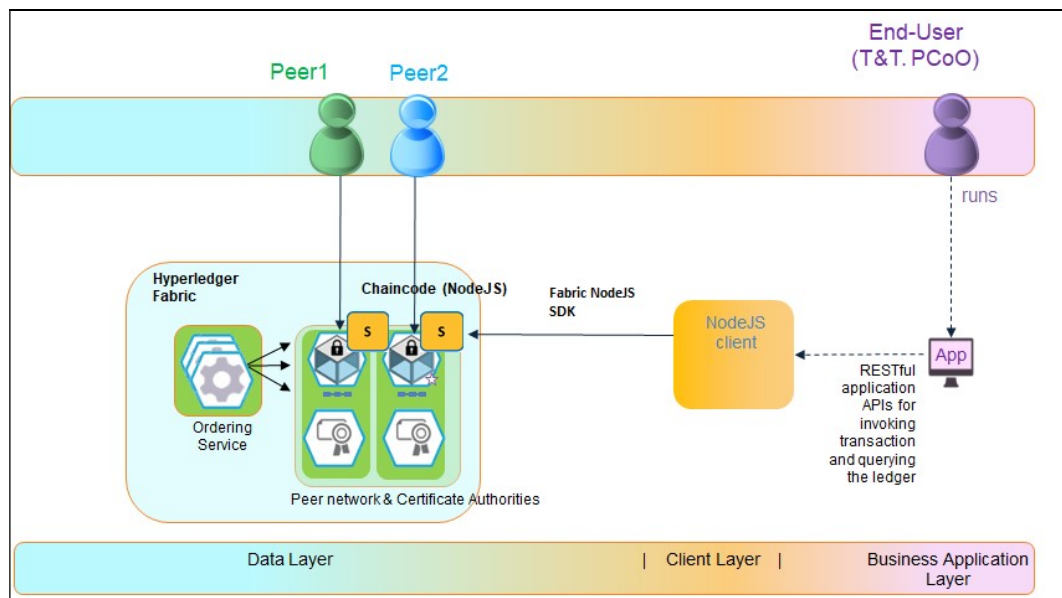 End-User
(T&T. PCoO)
Peer1
Peer2
runs
Hyperledger
Fabric
Chaincode (NodeJS)
Fabric NodeJS
SDK
S
S
NodeJS
client
App
RESTful
application
APIs for
invoking
transaction
and querying
the ledger
Ordering
Service
Peer network & Certificate Authorities
Data Layer
| Client Layer |
Business Application
Layer